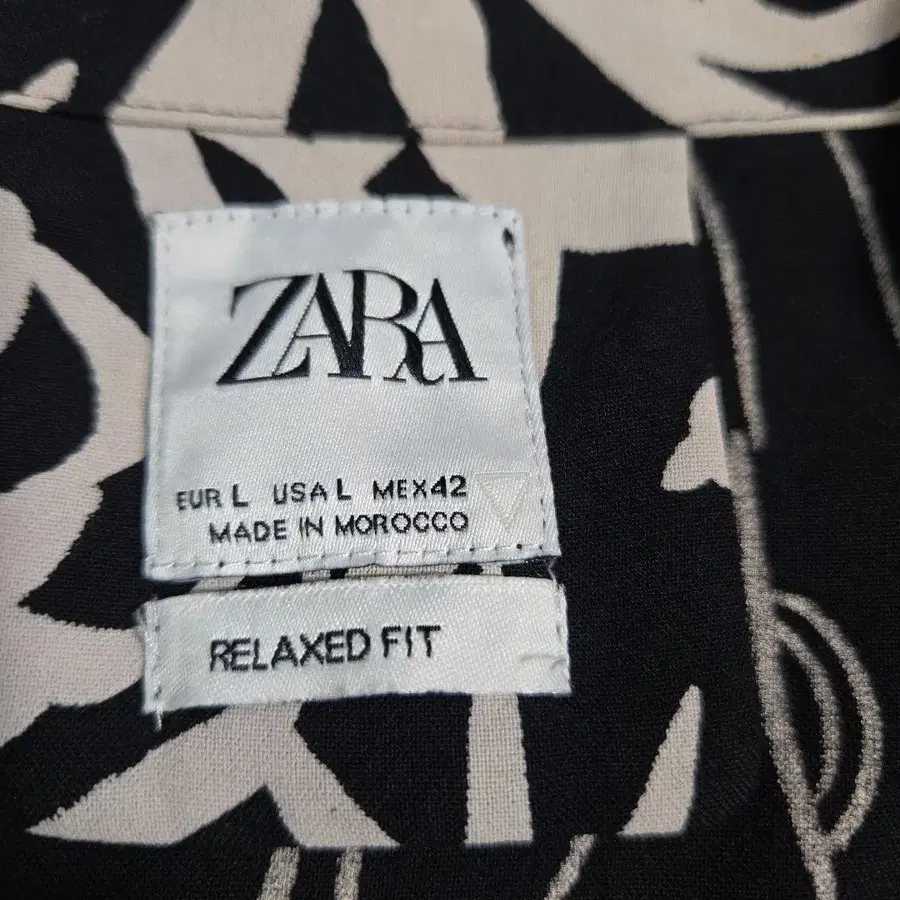 ZARA
EUR L USA L MEX 42
MADE IN MOROCCO
RELAXED FIT